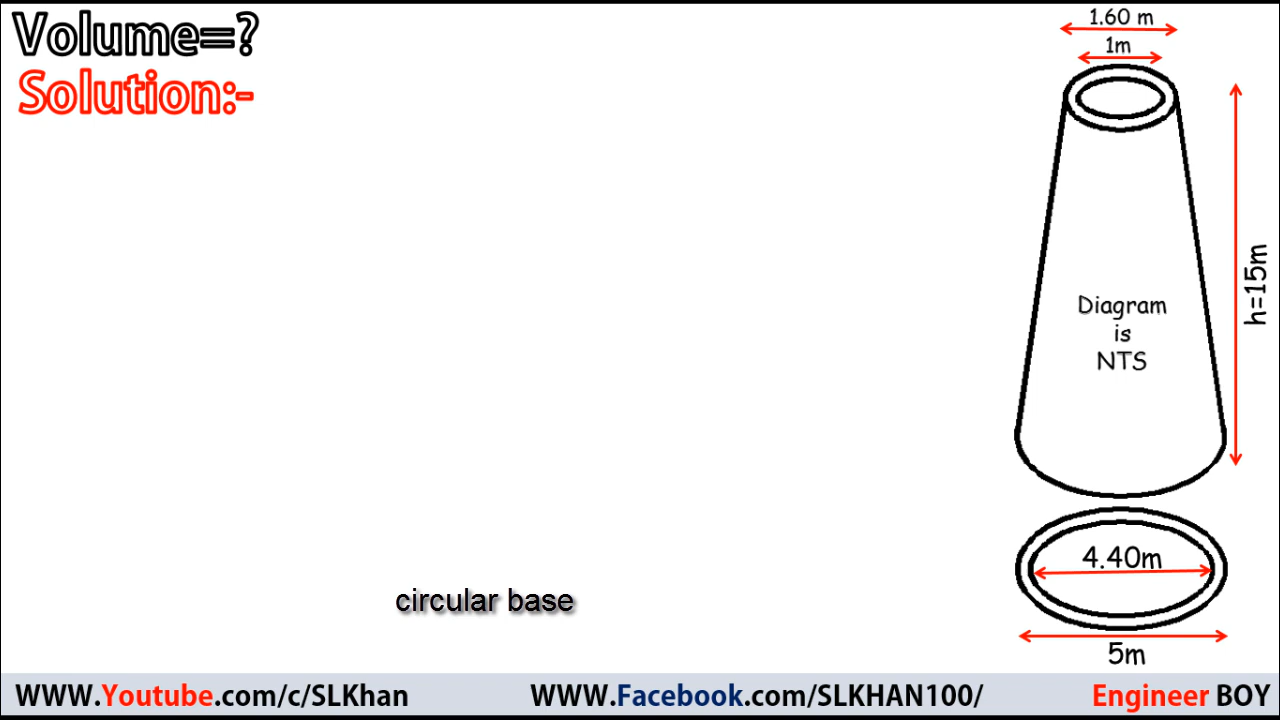 Volume=?
Solution:-
1.60 m
1m
h=15m
Diagram
is
NTS
4.40m
5m
circular base
WWW.Youtube.com/c/SLKhan WWW.Facebook.com/SLKHAN100/ Engineer BOY